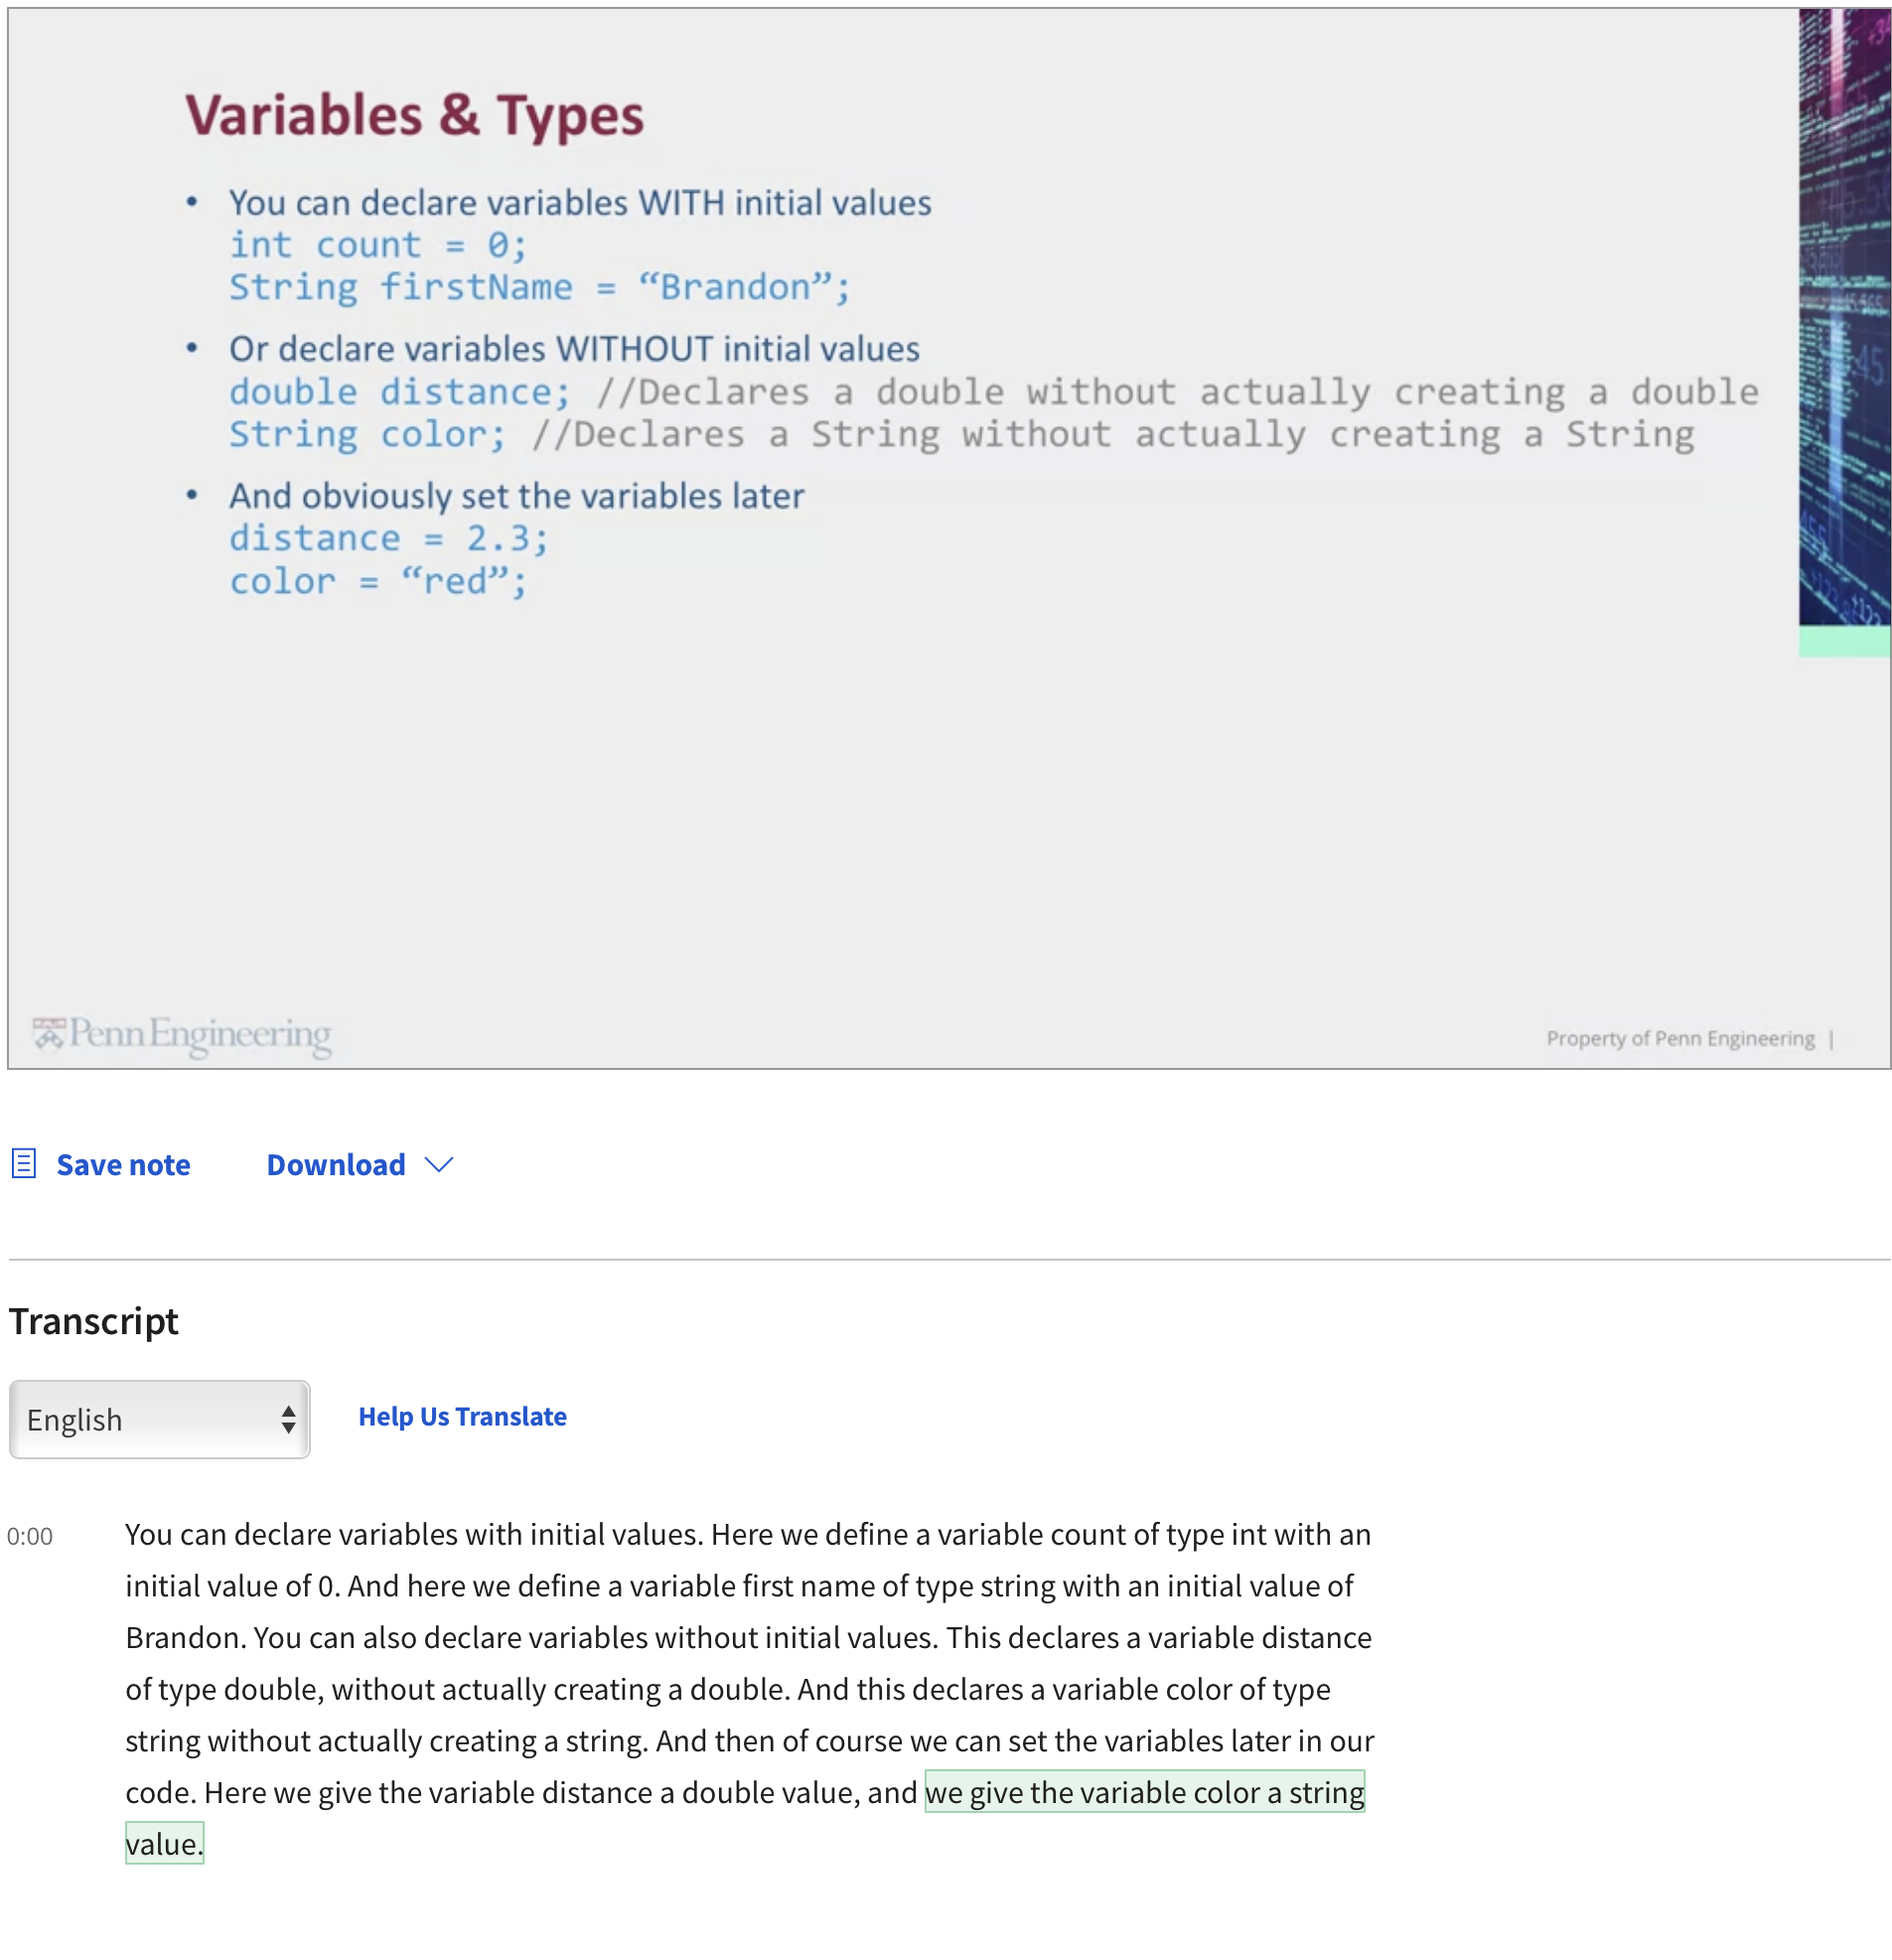 Variables & Types
• You can declare variables WITH initial values
int count = 0;
String firstName = “Brandon”;
• Or declare variables WITHOUT initial values
double distance; //Declares a double without actually creating a double
String color; //Declares a String without actually creating a String
• And obviously set the variables later
distance = 2.3;
color = “red”;
Penn Engineering
Property of Penn Engineering |
Save note
Download
Transcript
English
Help Us Translate
0:00
You can declare variables with initial values. Here we define a variable count of type int with an
initial value of 0. And here we define a variable first name of type string with an initial value of
Brandon. You can also declare variables without initial values. This declares a variable distance
of type double, without actually creating a double. And this declares a variable color of type
string without actually creating a string. And then of course we can set the variables later in our
code. Here we give the variable distance a double value, and we give the variable color a string
value.